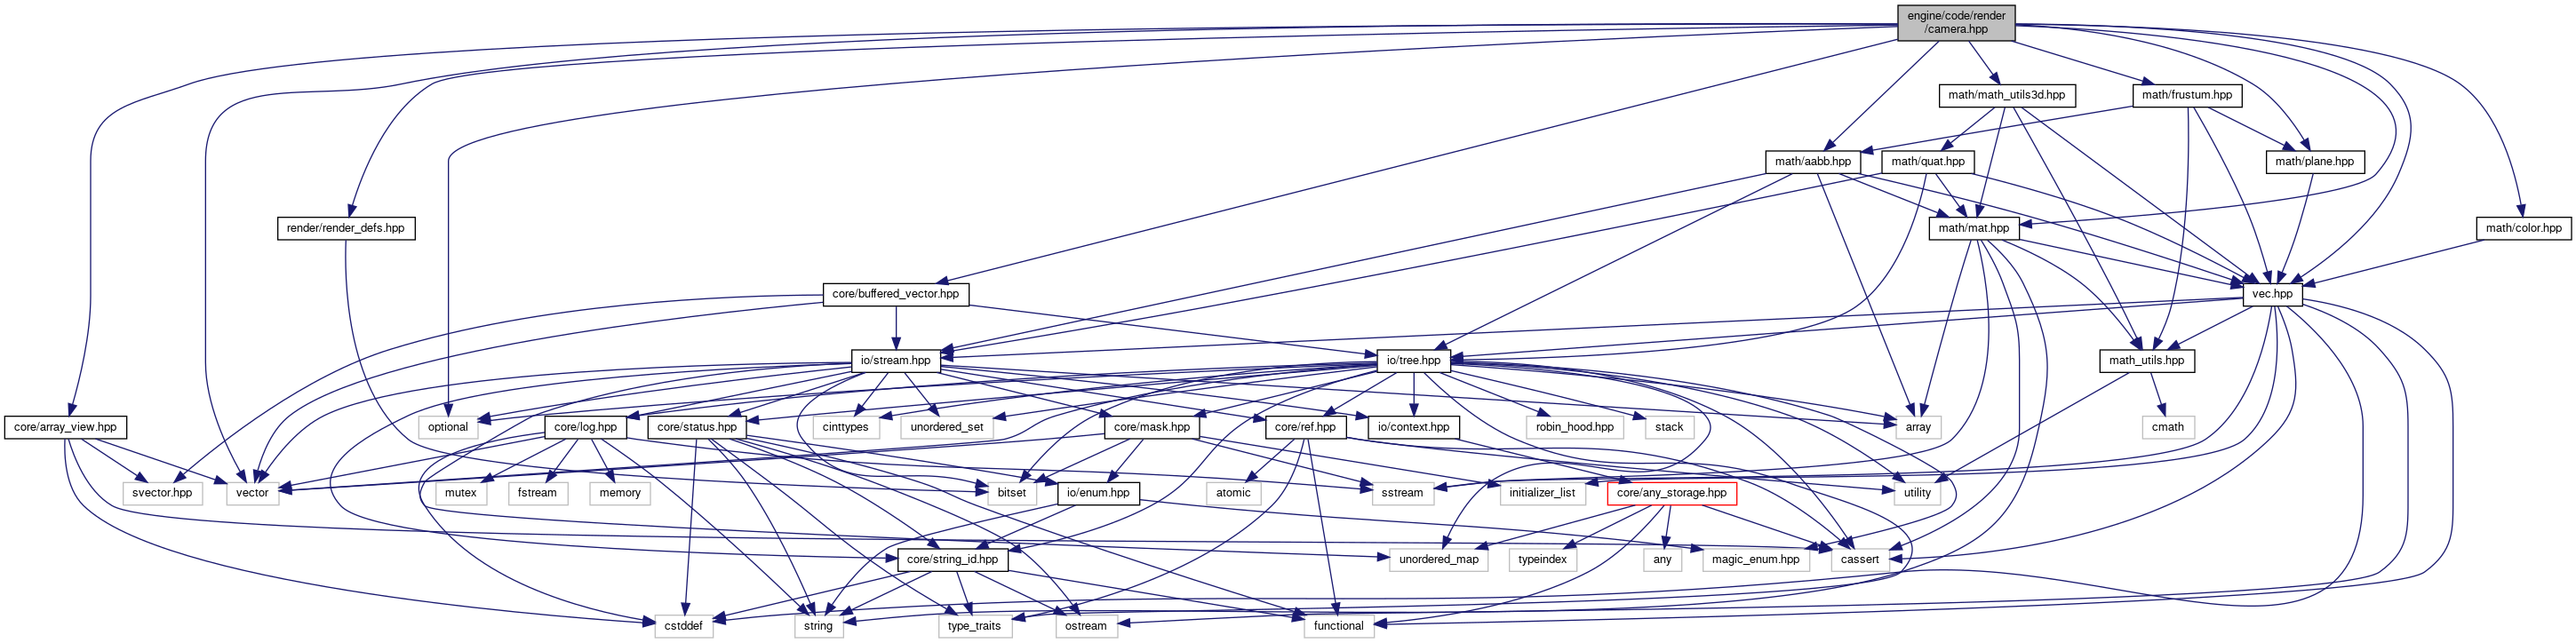 engine/code/render
/camera.hpp
math/math_utils3d.hpp
math/frustum.hpp
math/aabb.hpp
math/quat.hpp
math/plane.hpp
render/render_defs.hpp
math/mat.hpp
math/color.hpp
core/buffered_vector.hpp
vec.hpp
io/stream.hpp
io/tree.hpp
math_utils.hpp
core/array_view.hpp
optional
core/log.hpp
core/status.hpp
cinttypes
unordered_set
core/mask.hpp
core/ref.hpp
io/context.hpp
robin_hood.hpp
stack
array
cmath
svector.hpp
vector
mutex
fstream
memory
bitset
io/enum.hpp
atomic
sstream
initializer_list
core/any_storage.hpp
utility
core/string_id.hpp
unordered_map
typeindex
any
magic_enum.hpp
cassert
cstddef
string
type_traits
ostream
functional